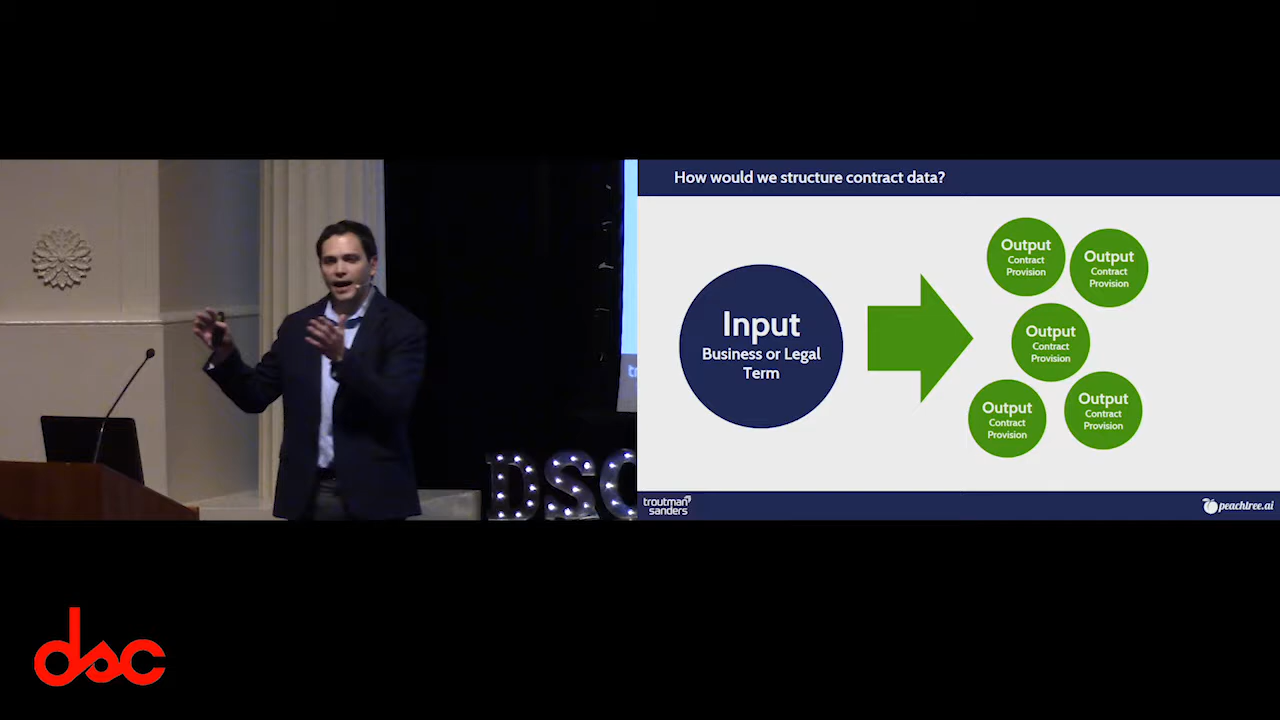 How would we structure contract data?
Input
Business or Legal
Term
Output
Contract
Provision
Output
Contract
Provision
Output
Contract
Provision
Output
Contract
Provision
Output
Contract
Provision
troutman
sanders
peachtree.ai
DSC
dsc